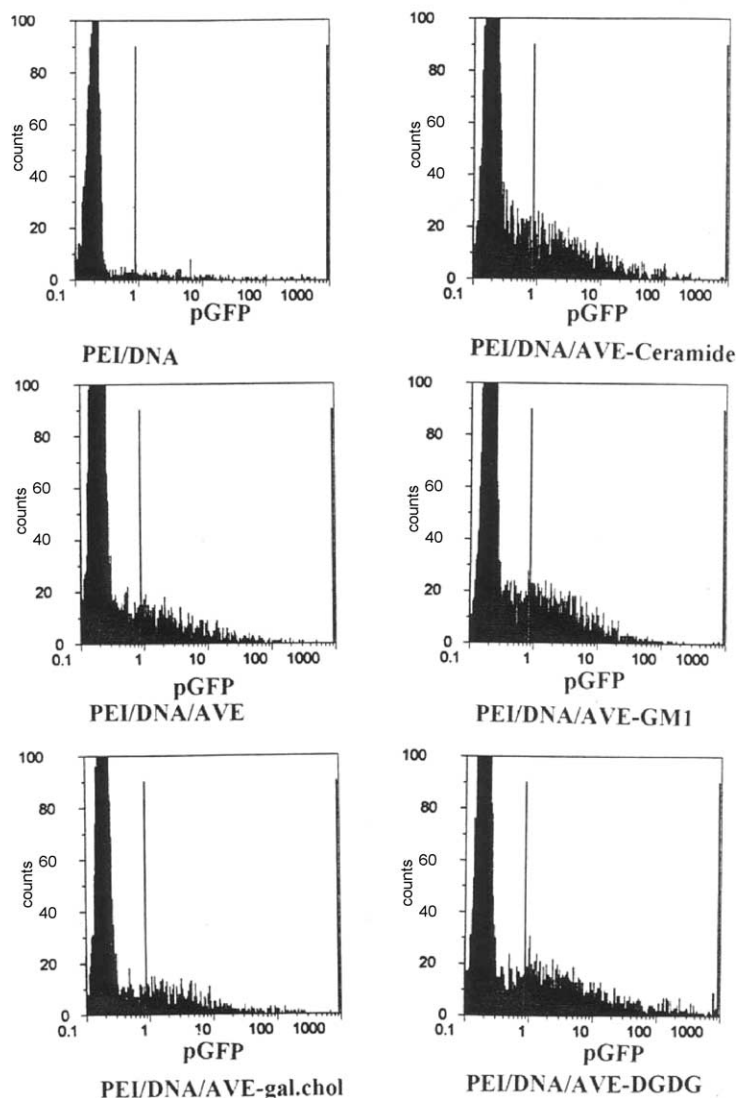 100
80
60
counts
40
20
0
0.1 1 10 100 1000
pGFP
PEI/DNA
100
80
60
counts
40
20
0
0.1 1 10 100 1000
pGFP
PEI/DNA/AVE-Ceramide
100
80
60
counts
40
20
0
0.1 1 10 100 1000
pGFP
PEI/DNA/AVE
100
80
60
counts
40
20
0
0.1 1 10 100 1000
pGFP
PEI/DNA/AVE-GM1
100
80
60
counts
40
20
0
0.1 1 10 100 1000
pGFP
PEI/DNA/AVE-gal.chol
100
80
60
counts
40
20
0
0.1 1 10 100 1000
pGFP
PEI/DNA/AVE-DGDG